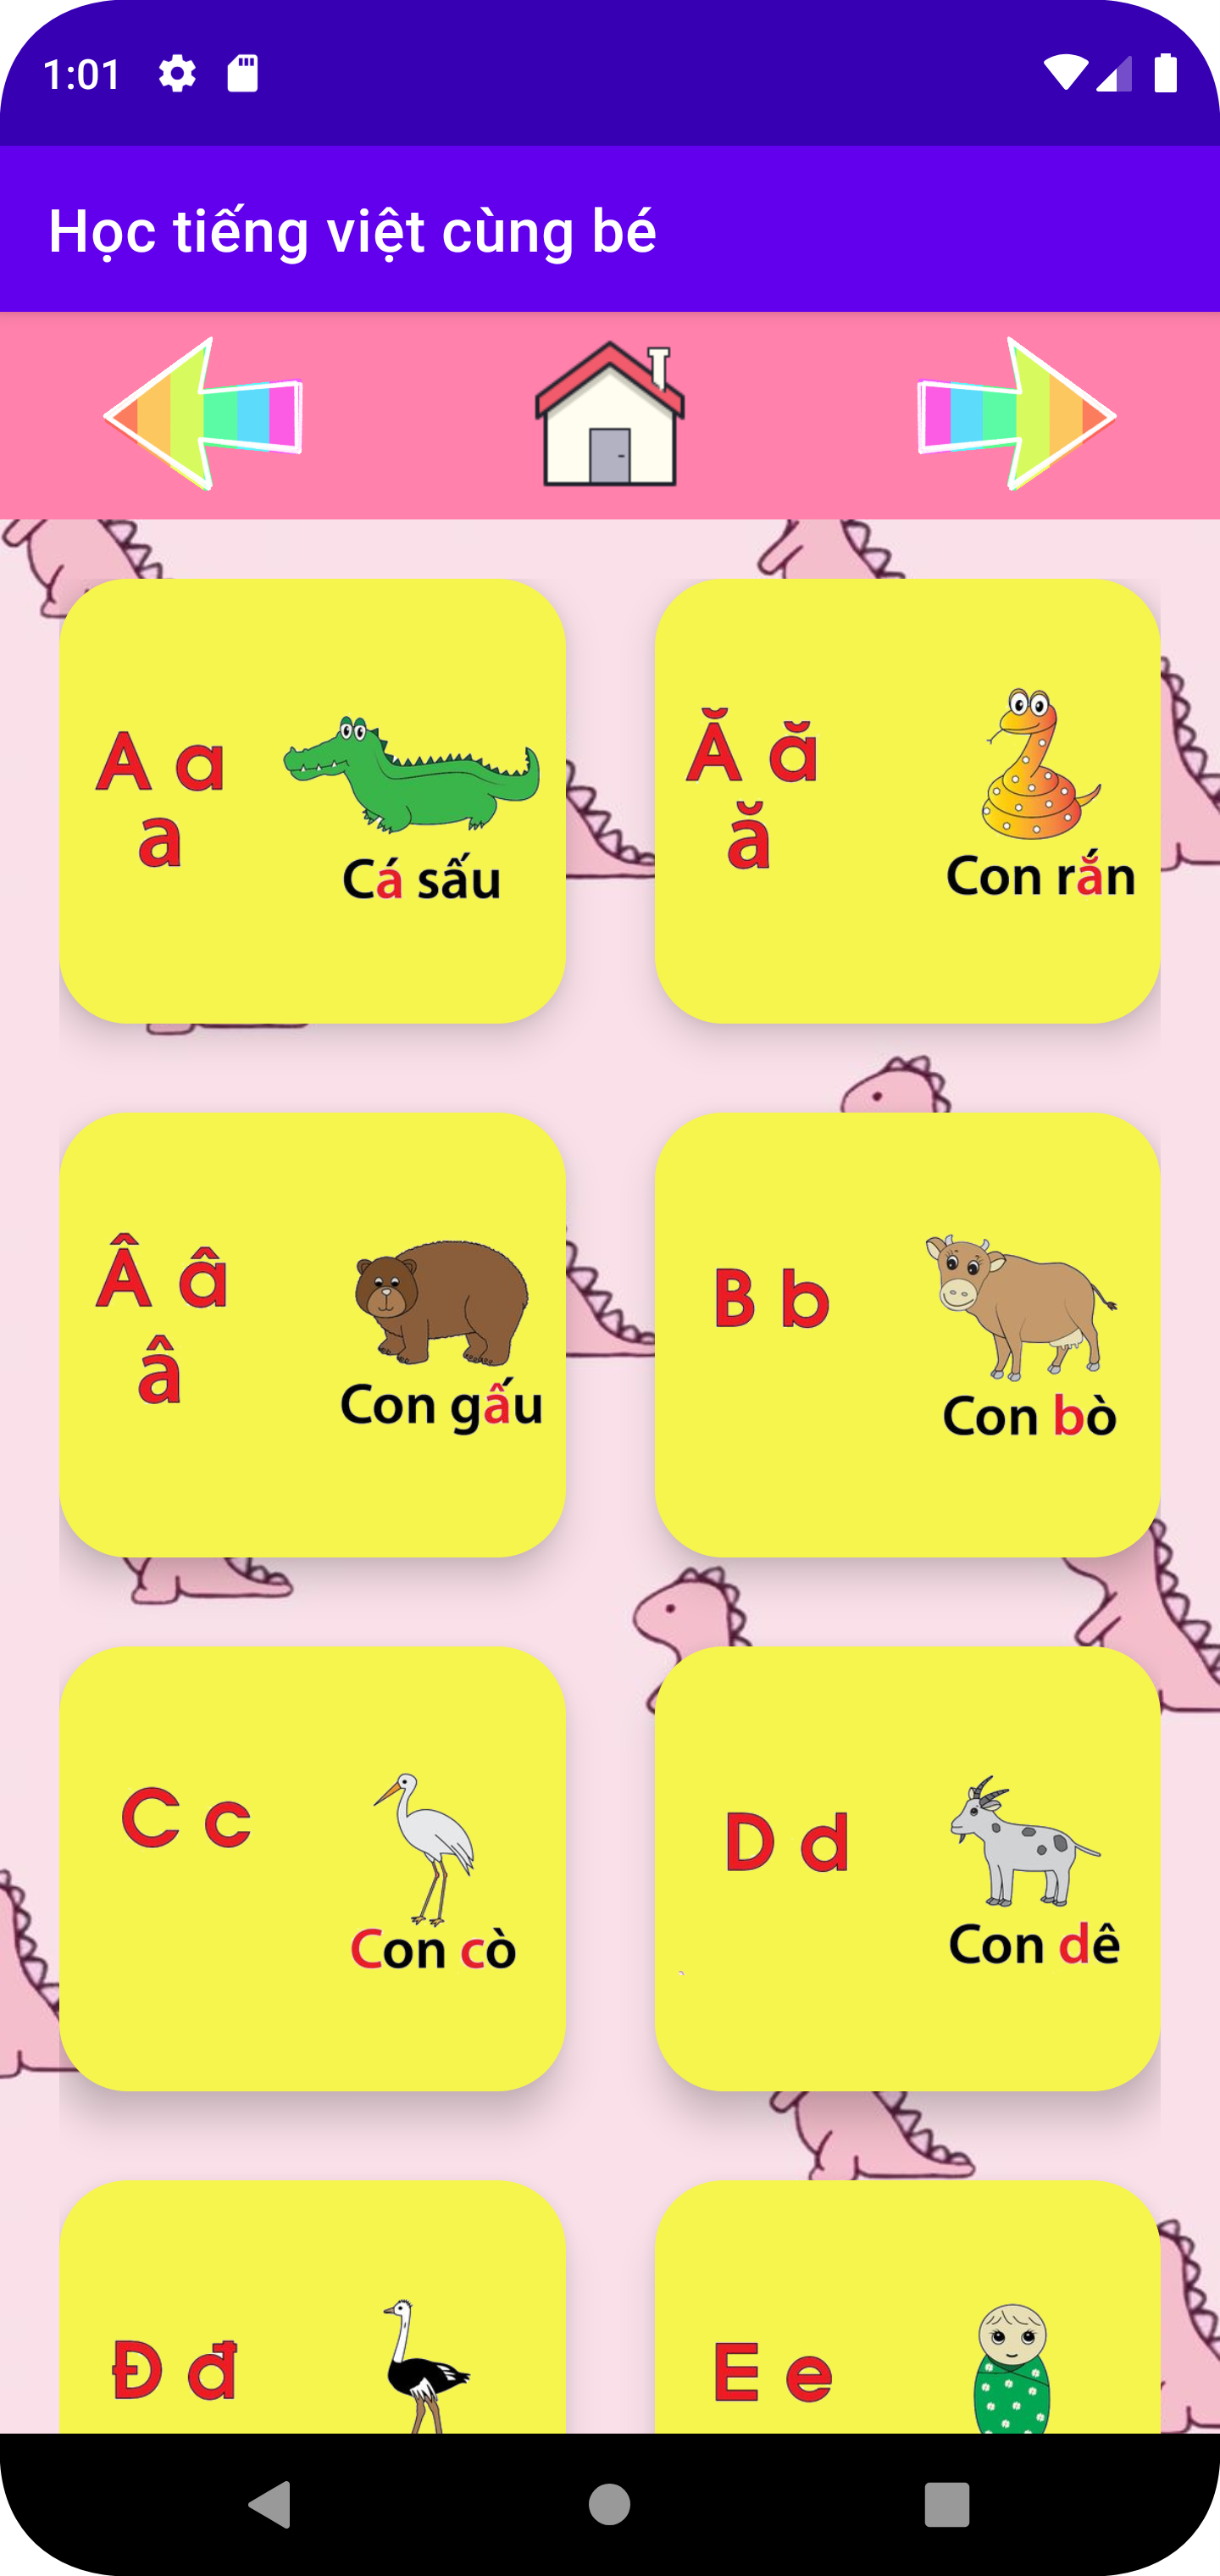 1:01
Học tiếng việt cùng bé
A a
a
Cá sấu
Ă ă
ă
Con rắn
Â â
â
Con gấu
B b
Con bò
C c
Con cò
D d
Con dê
Đ đ
E e